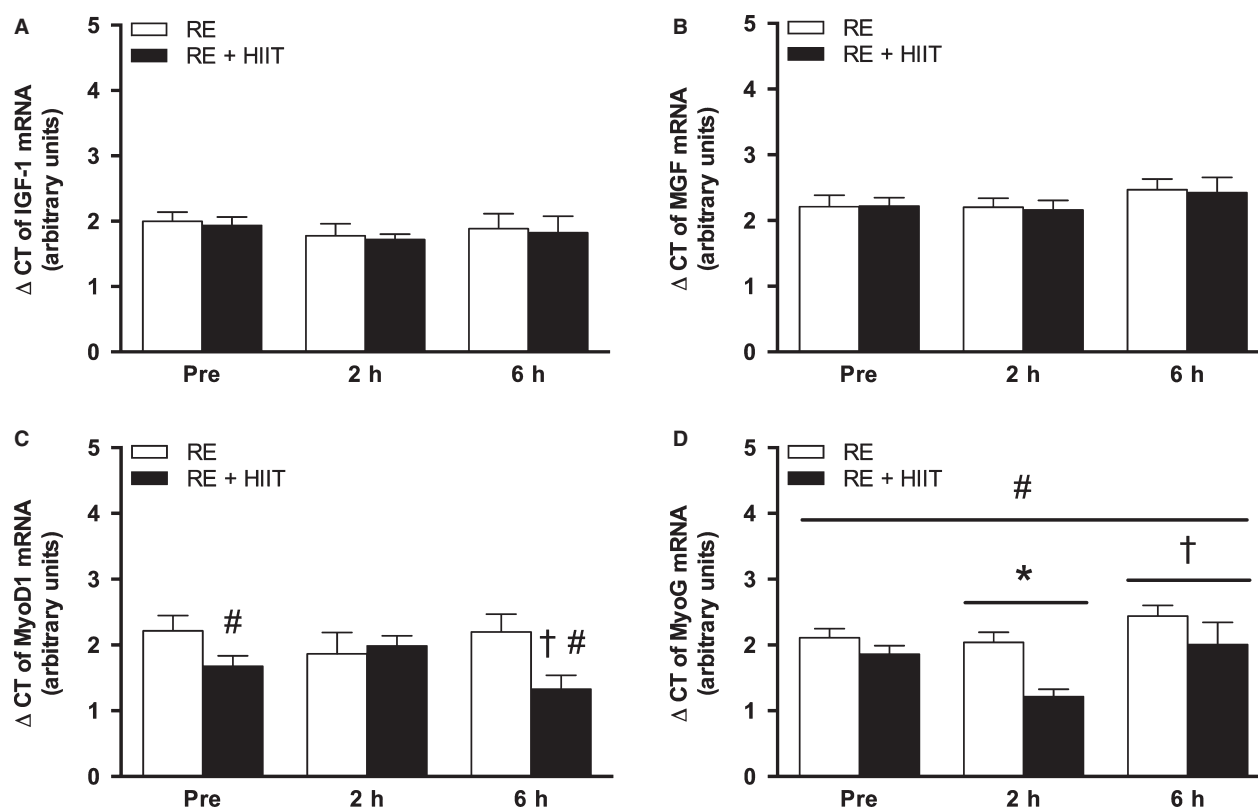 A
RE
RE + HIIT
Δ CT of IGF-1 mRNA
(arbitrary units)
5
4
3
2
1
0
Pre 2 h 6 h
B
RE
RE + HIIT
Δ CT of MGF mRNA
(arbitrary units)
5
4
3
2
1
0
Pre 2 h 6 h
C
RE
RE + HIIT
Δ CT of MyoD1 mRNA
(arbitrary units)
5
4
3
2
1
0
#
† #
Pre 2 h 6 h
D
RE
RE + HIIT
Δ CT of MyoG mRNA
(arbitrary units)
5
4
3
2
1
0
#
*
†
Pre 2 h 6 h